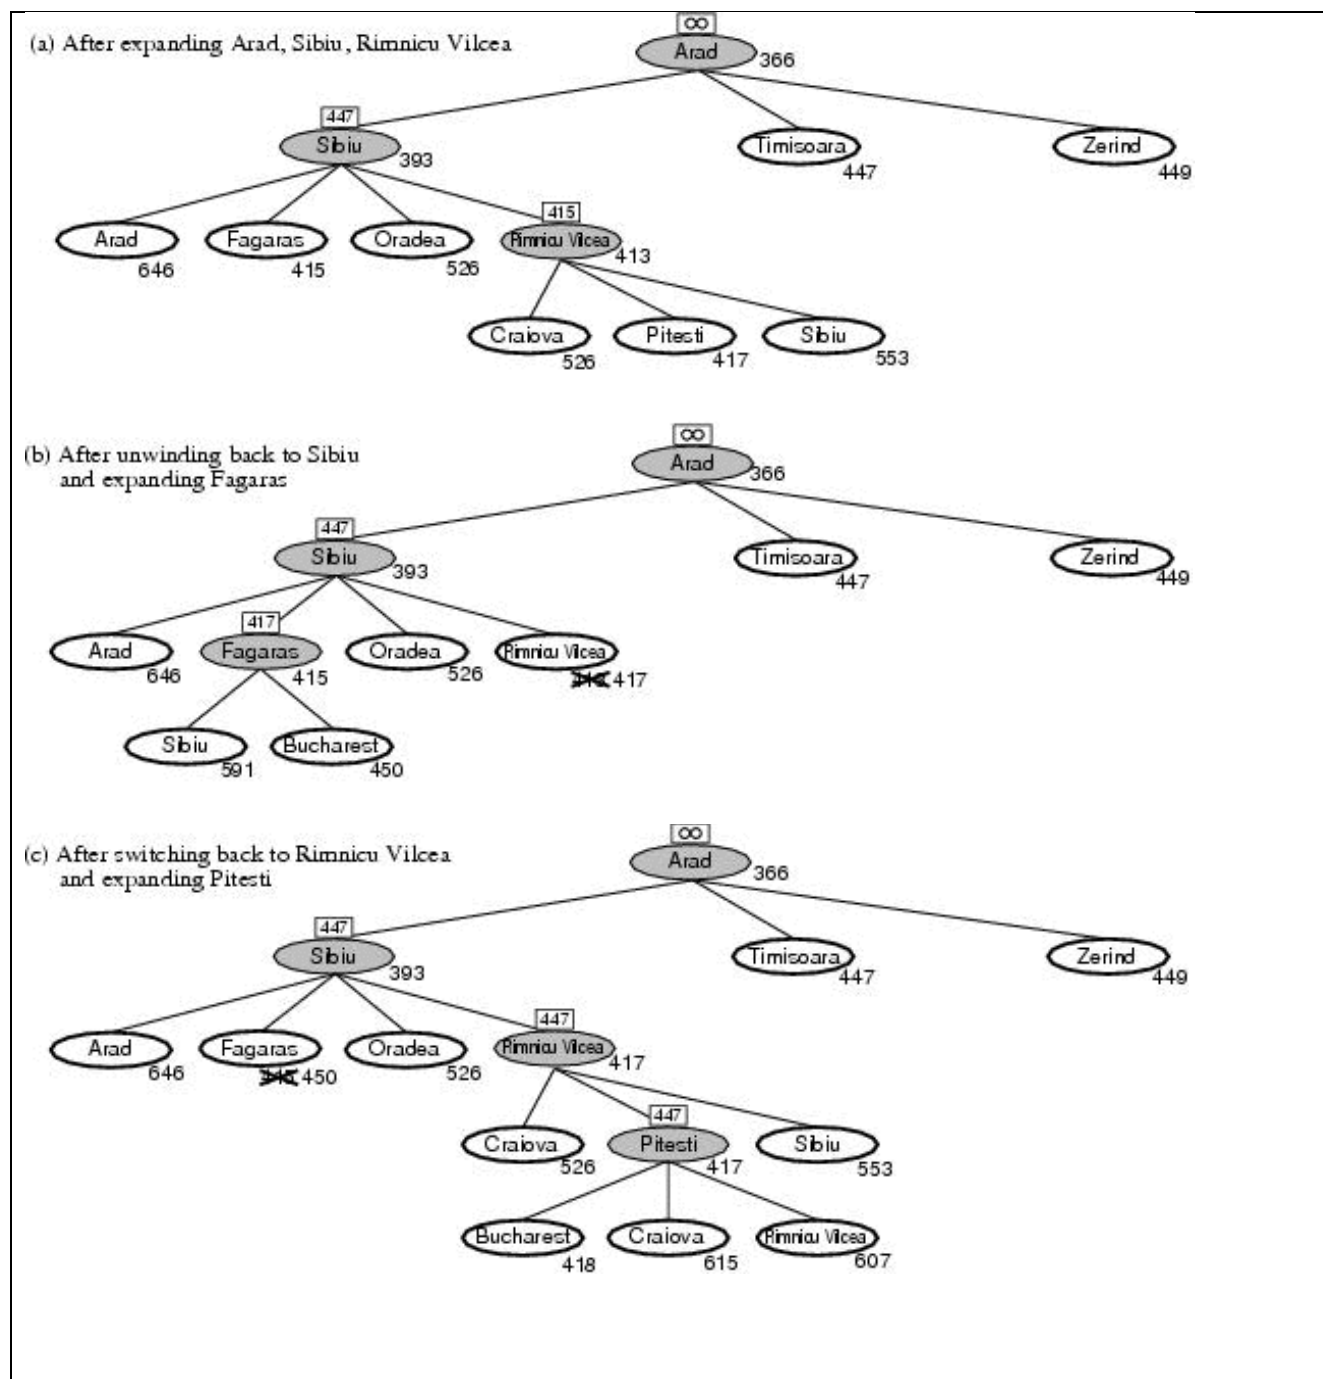 ∞
(a) After expanding Arad, Sibiu, Rimnicu Vilcea
Arad
366
447
Sibiu
393
Timisoara
447
Zerind
449
415
Arad
646
Fagaras
415
Oradea
526
Rimnicu Vilcea
413
Craiova
526
Pitesti
417
Sibiu
553
∞
(b) After unwinding back to Sibiu
and expanding Fagaras
Arad
366
447
Sibiu
393
Timisoara
447
Zerind
449
417
Arad
646
Fagaras
415
Oradea
526
Rimnicu Vilcea
417
Sibiu
591
Bucharest
450
∞
(c) After switching back to Rimnicu Vilcea
and expanding Pitesti
Arad
366
447
Sibiu
393
Timisoara
447
Zerind
449
447
Arad
646
Fagaras
450
Oradea
526
Rimnicu Vilcea
417
447
Craiova
526
Pitesti
417
Sibiu
553
Bucharest
418
Craiova
615
Rimnicu Vilcea
607